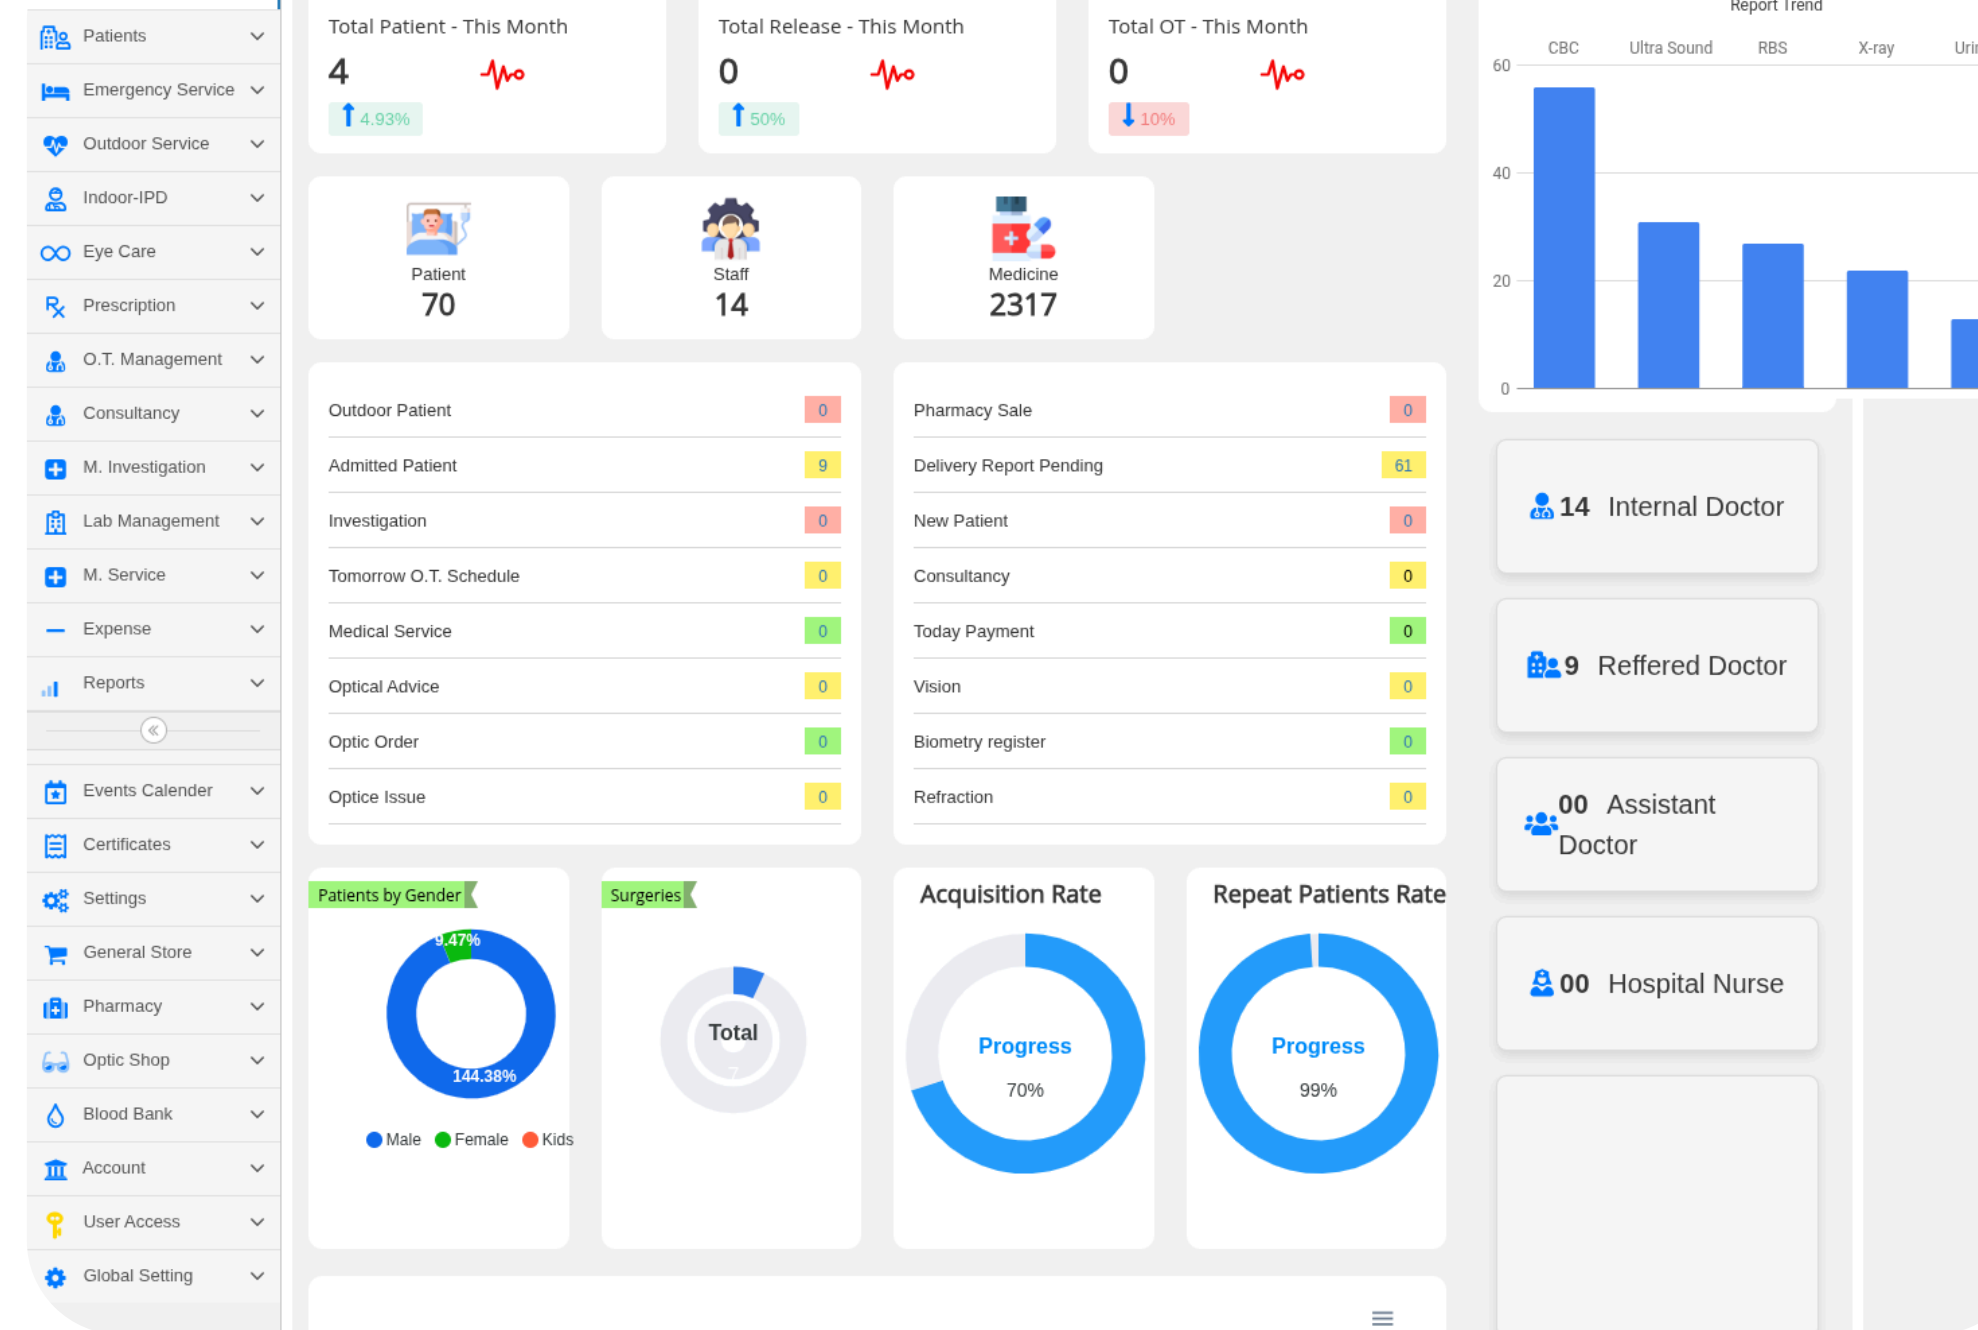 Patients
Emergency Service
Outdoor Service
Indoor-IPD
Eye Care
Prescription
O.T. Management
Consultancy
M. Investigation
Lab Management
M. Service
Expense
Reports
Events Calender
Certificates
Settings
General Store
Pharmacy
Optic Shop
Blood Bank
Account
User Access
Global Setting
Total Patient - This Month
4
4.93%
Total Release - This Month
0
50%
Total OT - This Month
0
10%
Patient
70
Staff
14
Medicine
2317
Outdoor Patient 0
Admitted Patient 9
Investigation 0
Tomorrow O.T. Schedule 0
Medical Service 0
Optical Advice 0
Optic Order 0
Optice Issue 0
Pharmacy Sale 0
Delivery Report Pending 61
New Patient 0
Consultancy 0
Today Payment 0
Vision 0
Biometry register 0
Refraction 0
Patients by Gender
9.47%
144.38%
Male Female Kids
Surgeries
Total
7
Acquisition Rate
Progress
70%
Repeat Patients Rate
Progress
99%
Report Trend
CBC Ultra Sound RBS X-ray
60
40
20
0
14 Internal Doctor
9 Reffered Doctor
00 Assistant
Doctor
00 Hospital Nurse